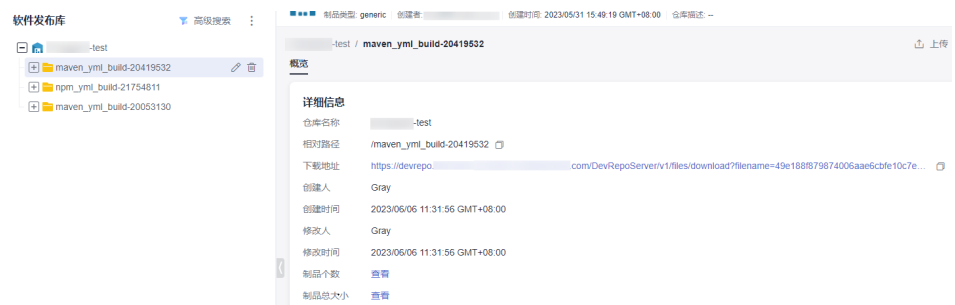 软件发布库 高级搜索
-test
maven_yml_build-20419532
npm_yml_build-21754811
maven_yml_build-20053130
制品类型: generic 创建者: 创建时间: 2023/05/31 15:49:19 GMT+08:00 仓库描述: --
-test / maven_yml_build-20419532 上传
概览
详细信息
仓库名称 -test
相对路径 /maven_yml_build-20419532
下载地址 https://devrepo. .com/DevRepoServer/v1/files/download?filename=49e188f879874006aae6cbfe10c7e...
创建人 Gray
创建时间 2023/06/06 11:31:56 GMT+08:00
修改人 Gray
修改时间 2023/06/06 11:31:56 GMT+08:00
制品个数 查看
制品总大小 查看